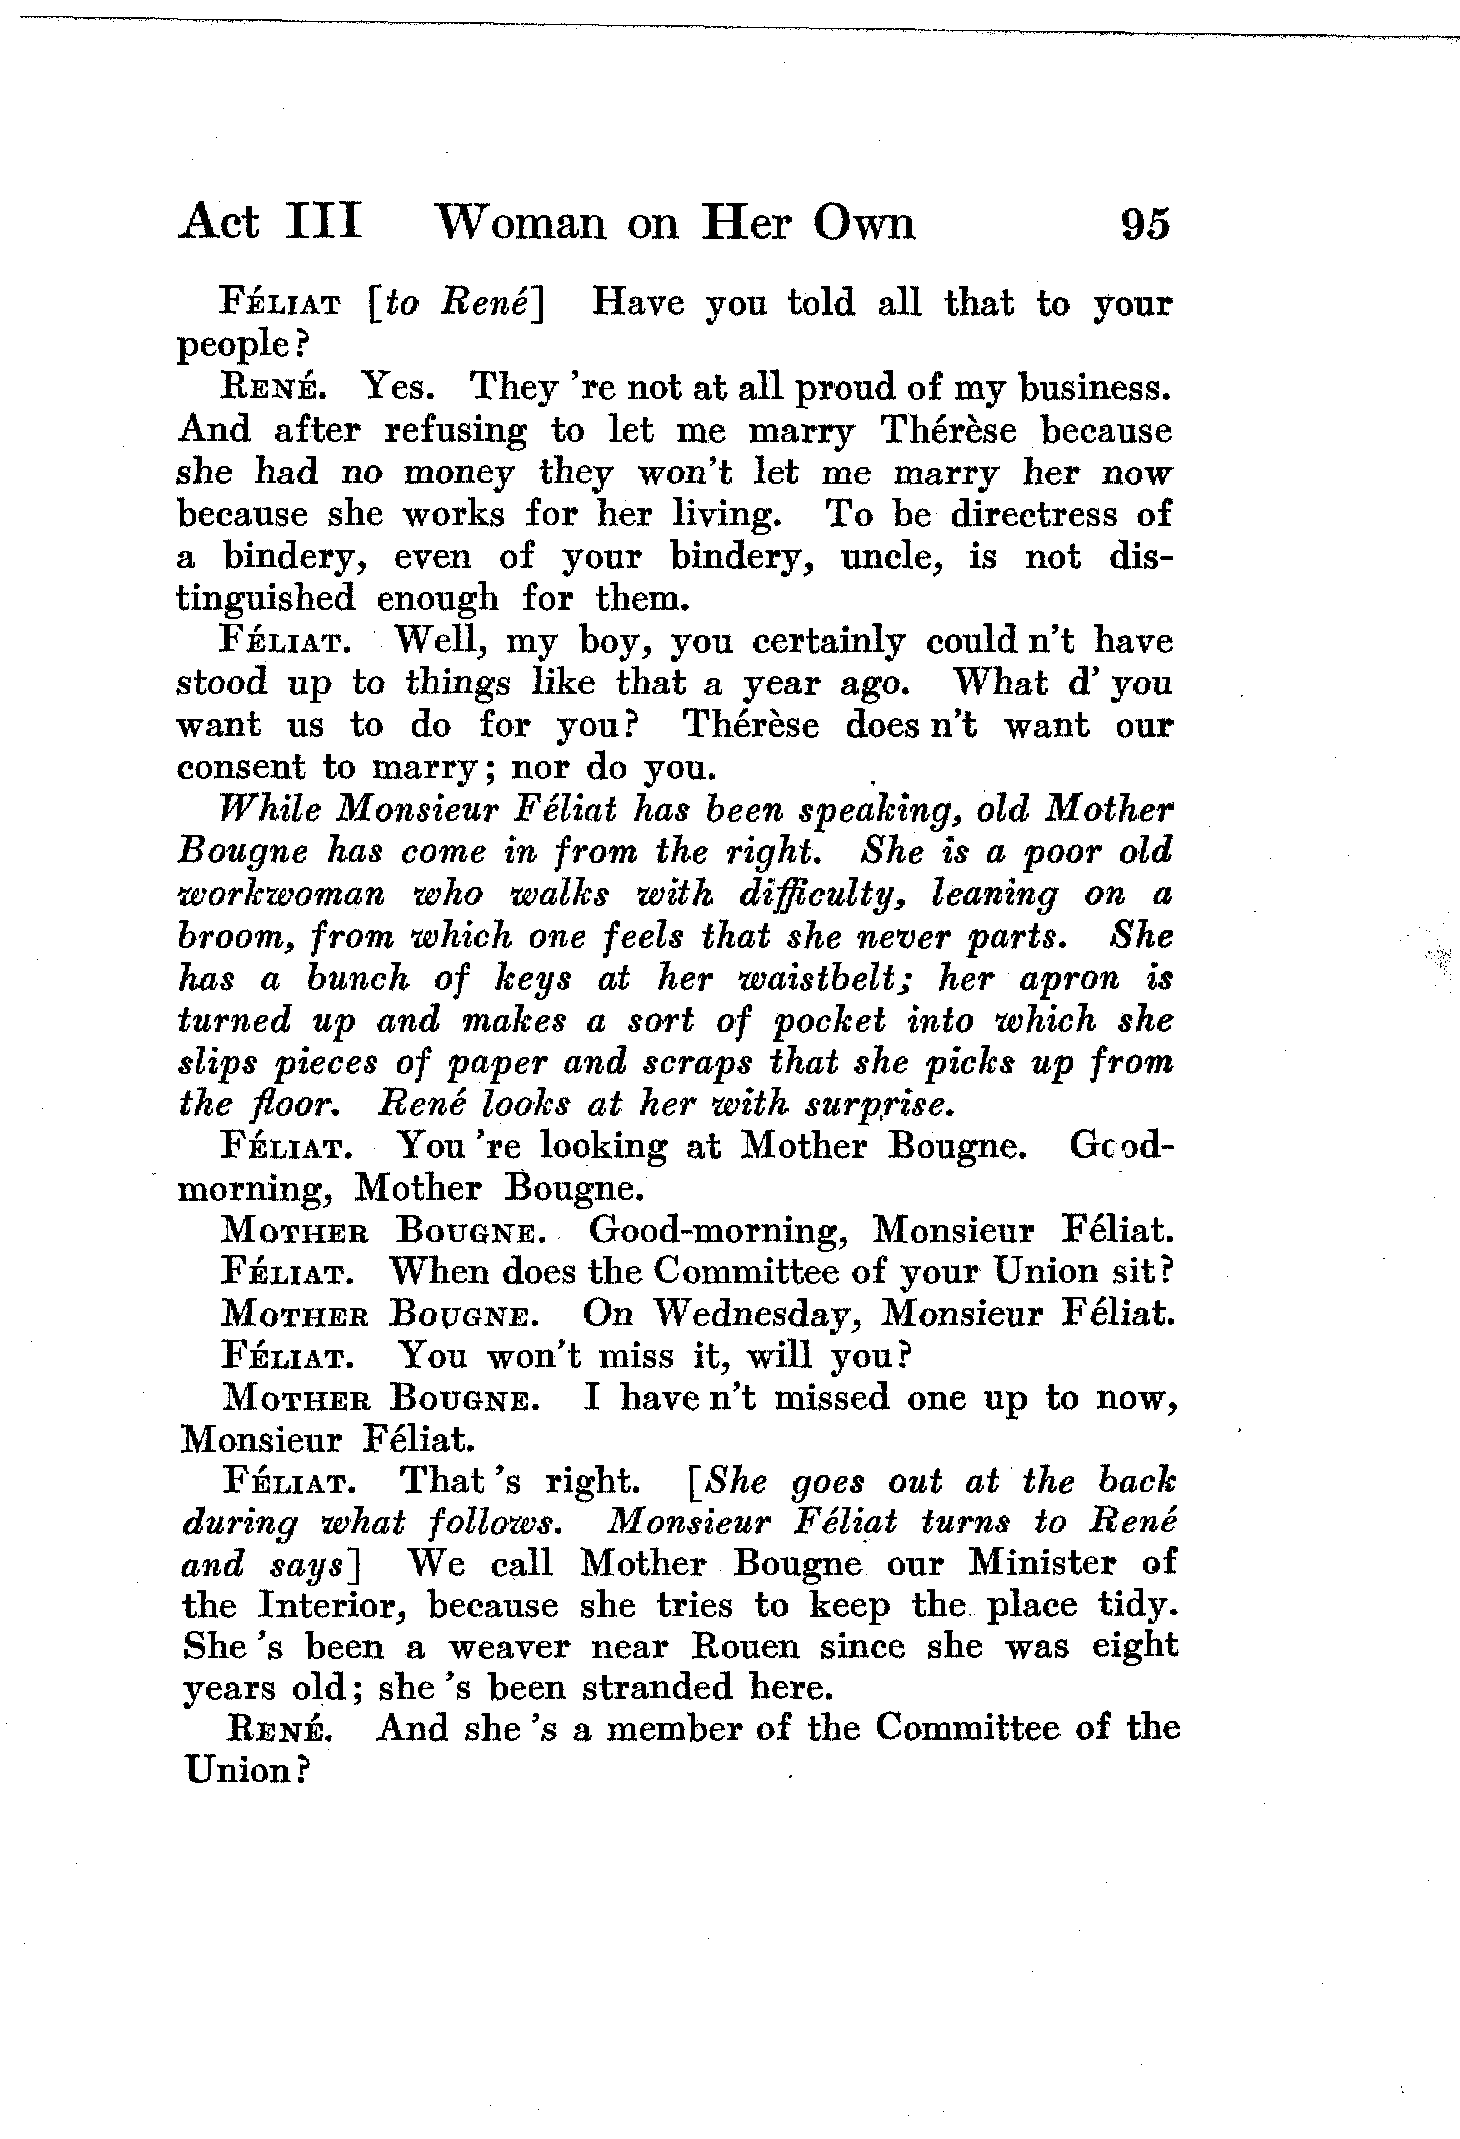 Act III Woman on Her Own 95
FÉLIAT [to René] Have you told all that to your
people?
RENÉ. Yes. They 're not at all proud of my business.
And after refusing to let me marry Thérèse because
she had no money they won't let me marry her now
because she works for her living. To be directress of
a bindery, even of your bindery, uncle, is not dis-
tinguished enough for them.
FÉLIAT. Well, my boy, you certainly could n't have
stood up to things like that a year ago. What d' you
want us to do for you? Thérèse does n't want our
consent to marry; nor do you.
While Monsieur Féliat has been speaking, old Mother
Bougne has come in from the right. She is a poor old
workwoman who walks with difficulty, leaning on a
broom, from which one feels that she never parts. She
has a bunch of keys at her waistbelt; her apron is
turned up and makes a sort of pocket into which she
slips pieces of paper and scraps that she picks up from
the floor. René looks at her with surprise.
FÉLIAT. You 're looking at Mother Bougne. Good-
morning, Mother Bougne.
MOTHER BOUGNE. Good-morning, Monsieur Féliat.
FÉLIAT. When does the Committee of your Union sit?
MOTHER BOUGNE. On Wednesday, Monsieur Féliat.
FÉLIAT. You won't miss it, will you?
MOTHER BOUGNE. I have n't missed one up to now,
Monsieur Féliat.
FÉLIAT. That 's right. [She goes out at the back
during what follows. Monsieur Féliat turns to René
and says] We call Mother Bougne our Minister of
the Interior, because she tries to keep the place tidy.
She 's been a weaver near Rouen since she was eight
years old; she 's been stranded here.
RENÉ. And she 's a member of the Committee of the
Union?